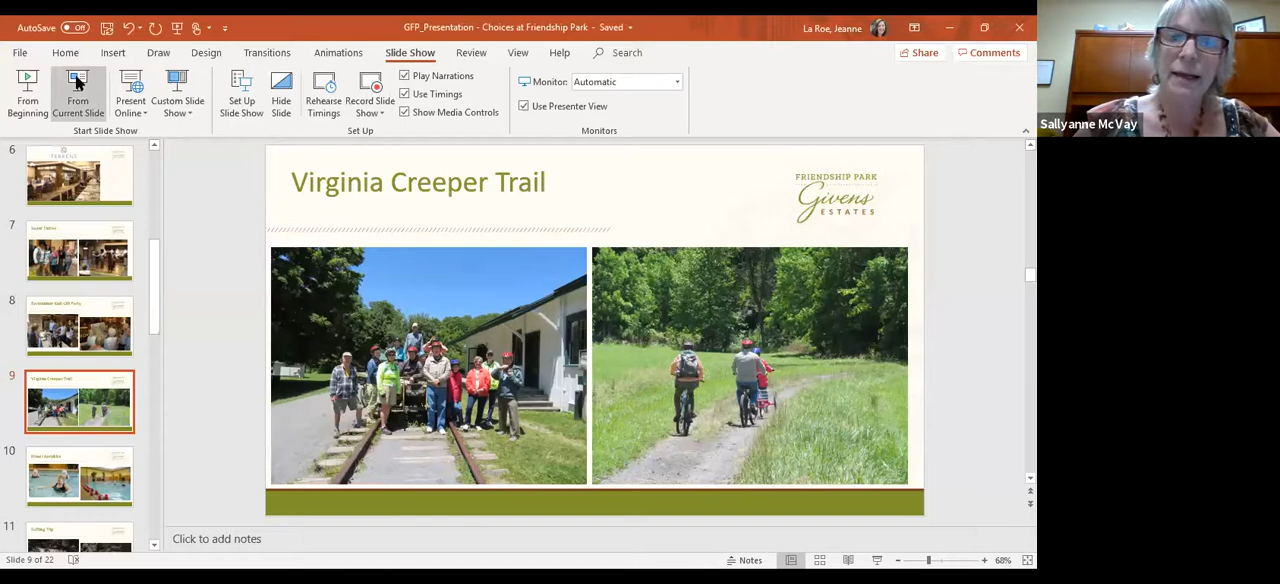 AutoSave Off
GFP_Presentation - Choices at Friendship Park - Saved
La Roe, Jeanne
File Home Insert Draw Design Transitions Animations Slide Show Review View Help Search
Share Comments
From Beginning
From Current Slide
Present Online
Custom Slide Show
Set Up Slide Show
Hide Slide
Rehearse Timings
Record Slide Show
Play Narrations
Use Timings
Show Media Controls
Monitor: Automatic
Use Presenter View
Start Slide Show
Set Up
Monitors
Sallyanne McVay
6
7
8
9
Virginia Creeper Trail
10
11
Virginia Creeper Trail
FRIENDSHIP PARK
Givens
ESTATES
Click to add notes
Slide 9 of 22
Notes
68%